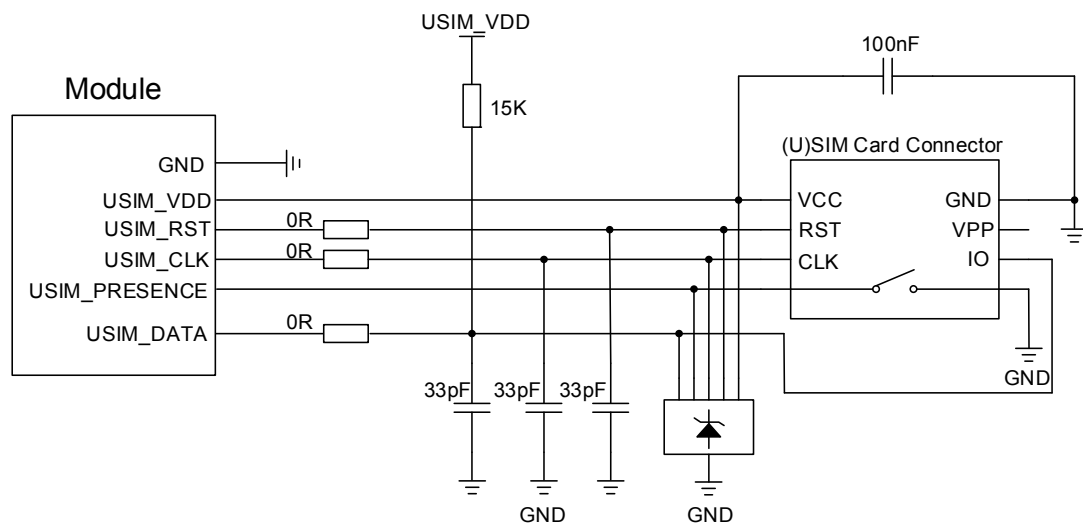 USIM_VDD
100nF
Module
15K
(U)SIM Card Connector
GND
USIM_VDD
VCC
GND
USIM_RST
0R
RST
VPP
USIM_CLK
0R
CLK
IO
USIM_PRESENCE
USIM_DATA
0R
GND
33pF
33pF
33pF
GND
GND